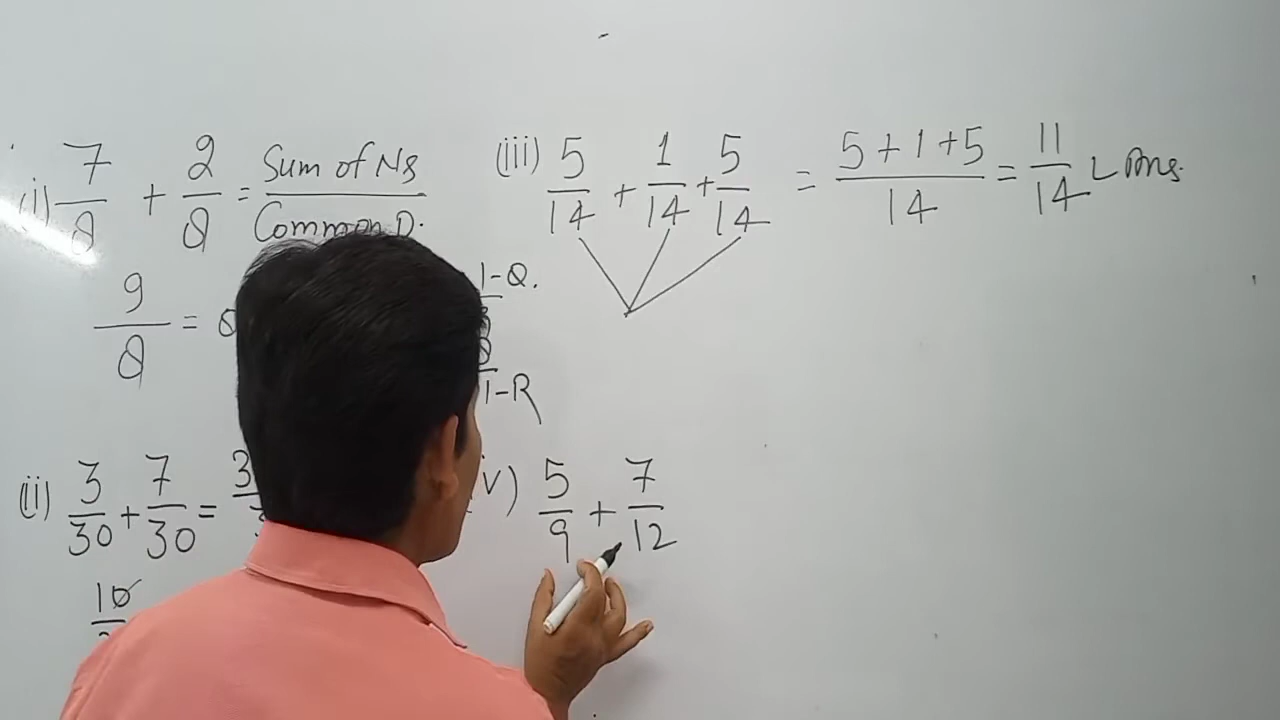 (i) 7/8 + 2/8 = Sum of Ns / Common D.
9/8 =
1-Q.
8
1-R
(ii) 3/30 + 7/30 = 3
10
(iii) 5/14 + 1/14 + 5/14 = 5+1+5/14 = 11/14 Ans.
iv) 5/9 + 7/12